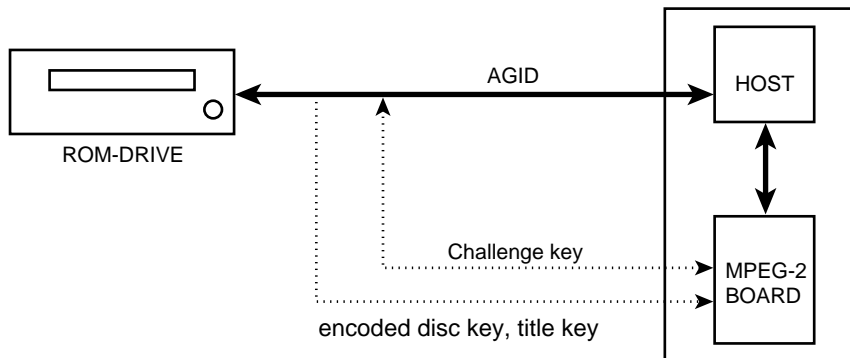 AGID
HOST
ROM-DRIVE
Challenge key
MPEG-2
BOARD
encoded disc key, title key